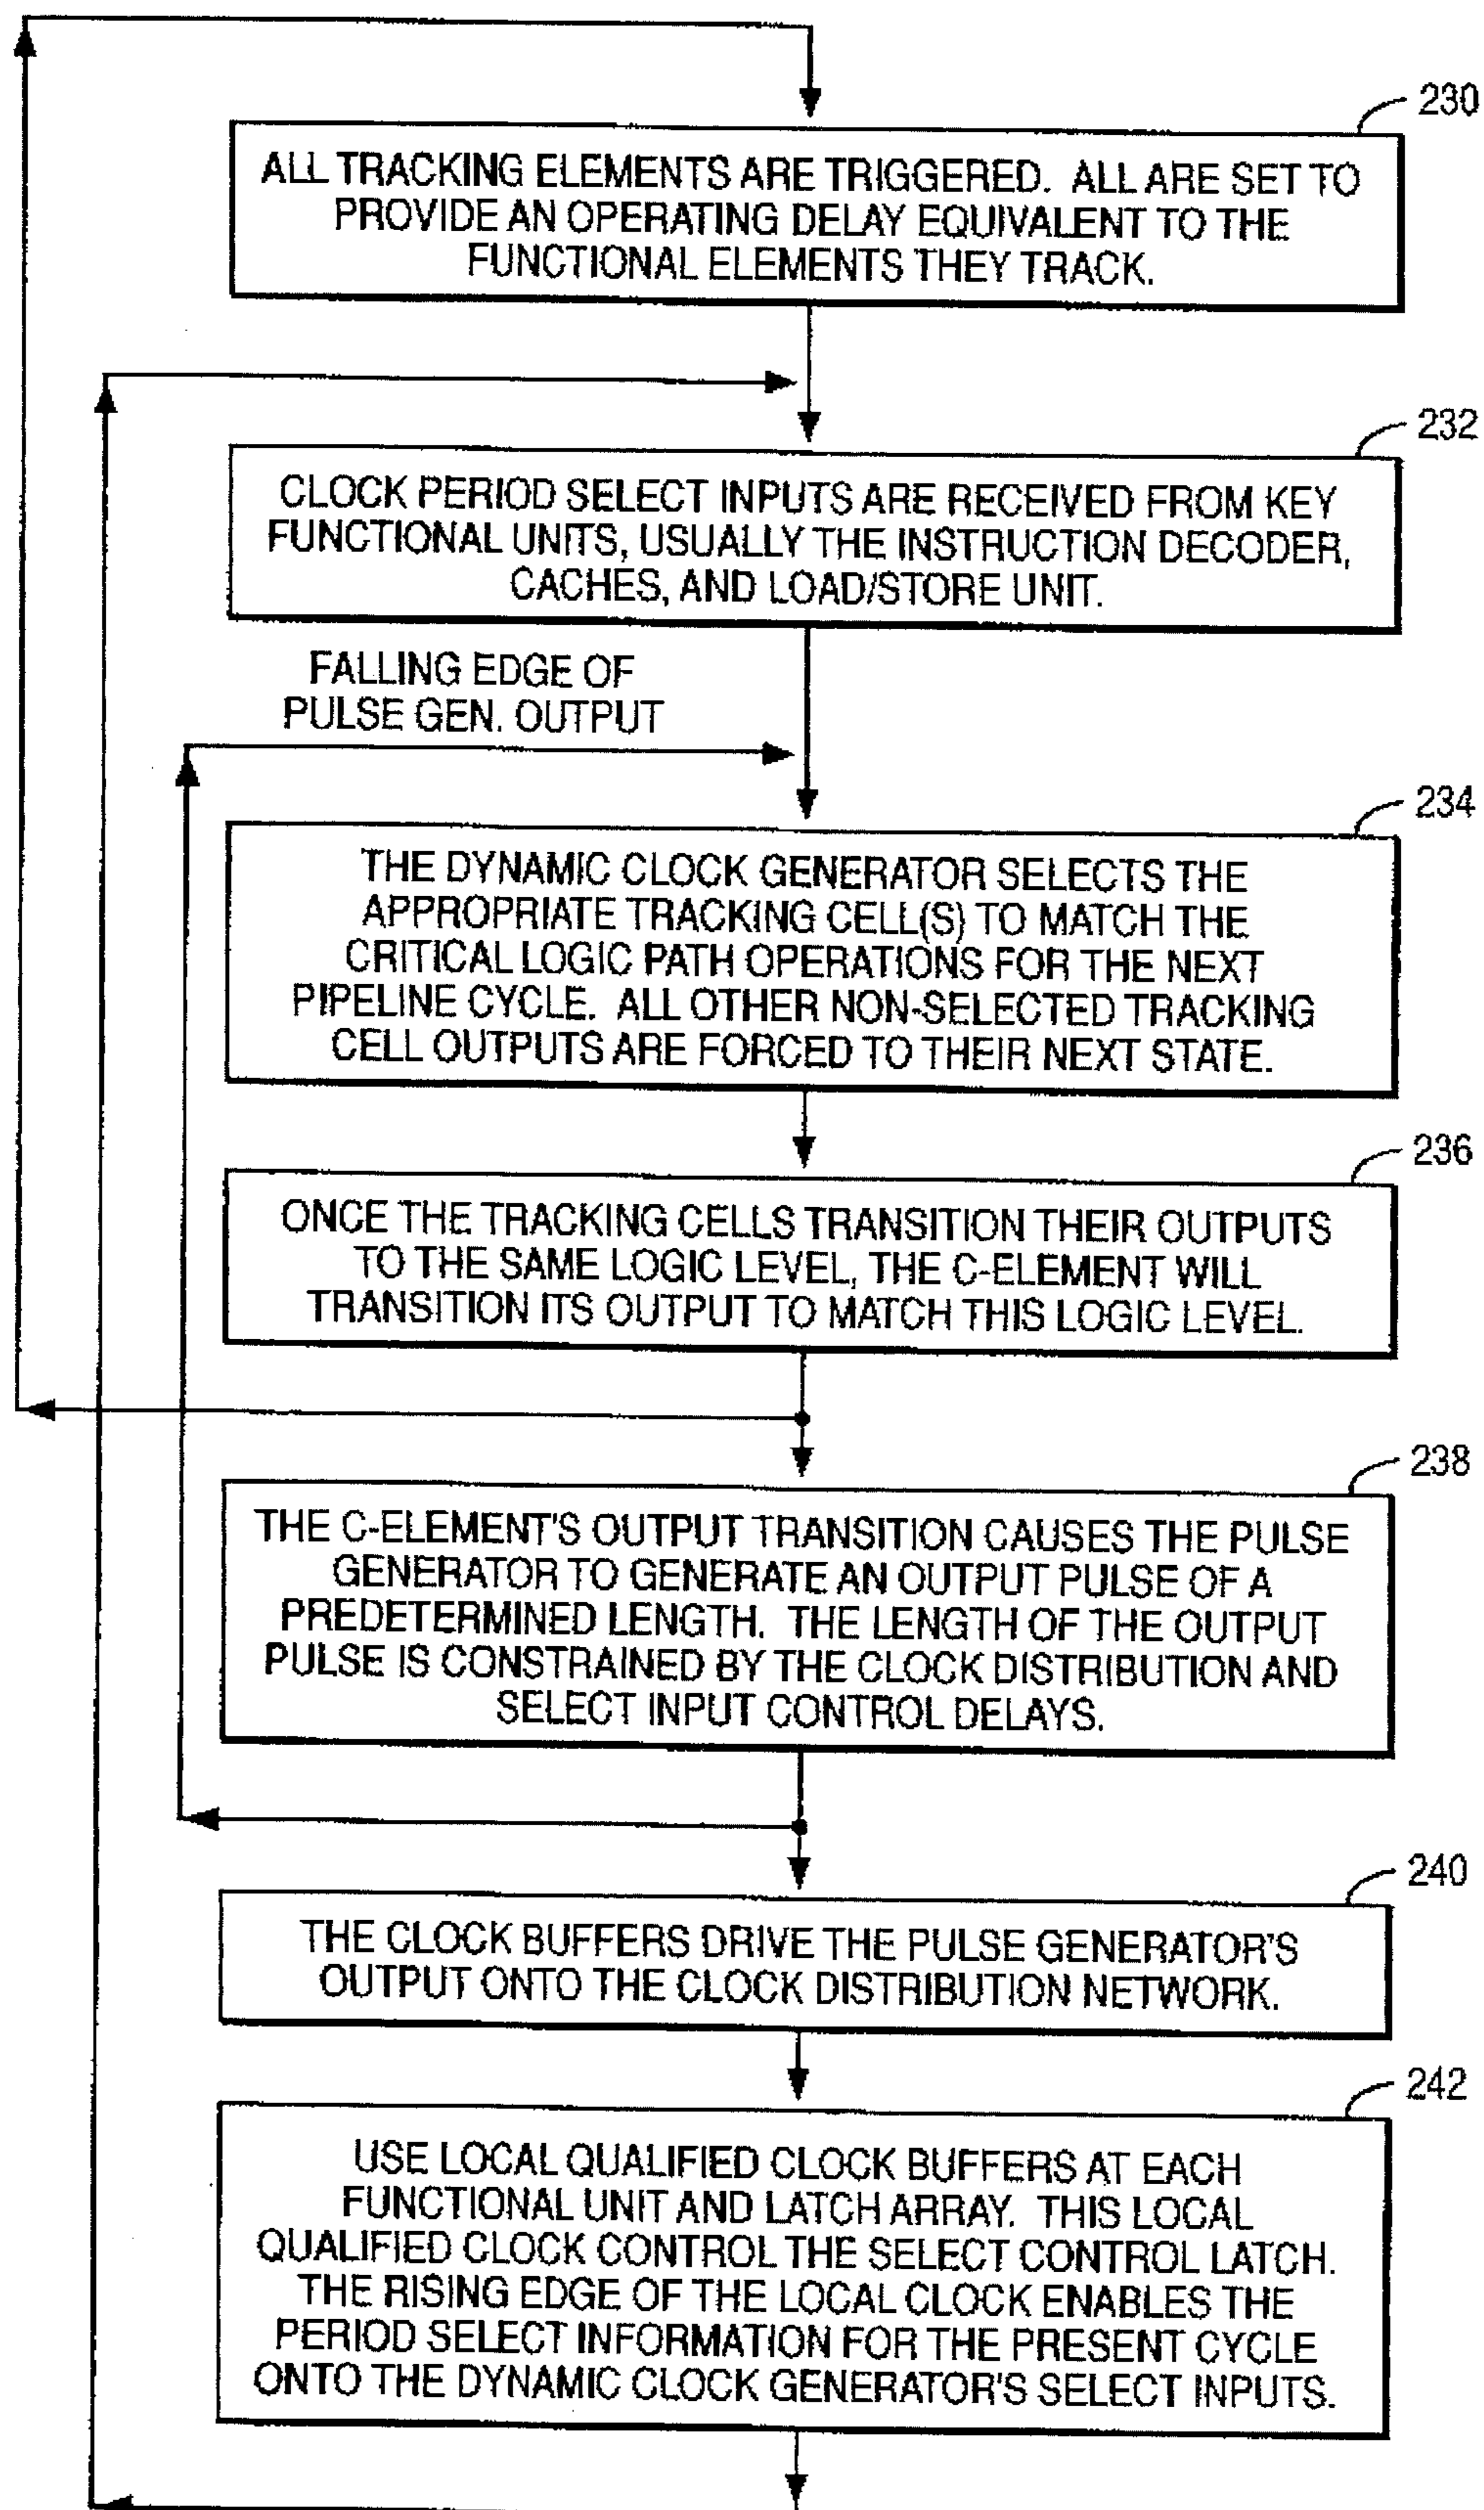 230
ALL TRACKING ELEMENTS ARE TRIGGERED. ALL ARE SET TO
PROVIDE AN OPERATING DELAY EQUIVALENT TO THE
FUNCTIONAL ELEMENTS THEY TRACK.
232
CLOCK PERIOD SELECT INPUTS ARE RECEIVED FROM KEY
FUNCTIONAL UNITS, USUALLY THE INSTRUCTION DECODER,
CACHES, AND LOAD/STORE UNIT.
FALLING EDGE OF
PULSE GEN. OUTPUT
234
THE DYNAMIC CLOCK GENERATOR SELECTS THE
APPROPRIATE TRACKING CELL(S) TO MATCH THE
CRITICAL LOGIC PATH OPERATIONS FOR THE NEXT
PIPELINE CYCLE. ALL OTHER NON-SELECTED TRACKING
CELL OUTPUTS ARE FORCED TO THEIR NEXT STATE.
236
ONCE THE TRACKING CELLS TRANSITION THEIR OUTPUTS
TO THE SAME LOGIC LEVEL, THE C-ELEMENT WILL
TRANSITION ITS OUTPUT TO MATCH THIS LOGIC LEVEL.
238
THE C-ELEMENT'S OUTPUT TRANSITION CAUSES THE PULSE
GENERATOR TO GENERATE AN OUTPUT PULSE OF A
PREDETERMINED LENGTH. THE LENGTH OF THE OUTPUT
PULSE IS CONSTRAINED BY THE CLOCK DISTRIBUTION AND
SELECT INPUT CONTROL DELAYS.
240
THE CLOCK BUFFERS DRIVE THE PULSE GENERATOR'S
OUTPUT ONTO THE CLOCK DISTRIBUTION NETWORK.
242
USE LOCAL QUALIFIED CLOCK BUFFERS AT EACH
FUNCTIONAL UNIT AND LATCH ARRAY. THIS LOCAL
QUALIFIED CLOCK CONTROL THE SELECT CONTROL LATCH.
THE RISING EDGE OF THE LOCAL CLOCK ENABLES THE
PERIOD SELECT INFORMATION FOR THE PRESENT CYCLE
ONTO THE DYNAMIC CLOCK GENERATOR'S SELECT INPUTS.